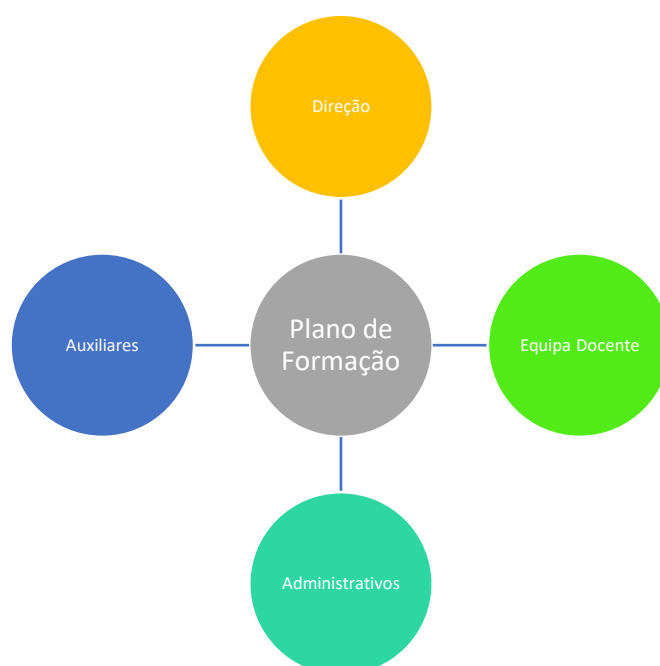 Direção
Auxiliares
Plano de
Formação
Equipa Docente
Administrativos